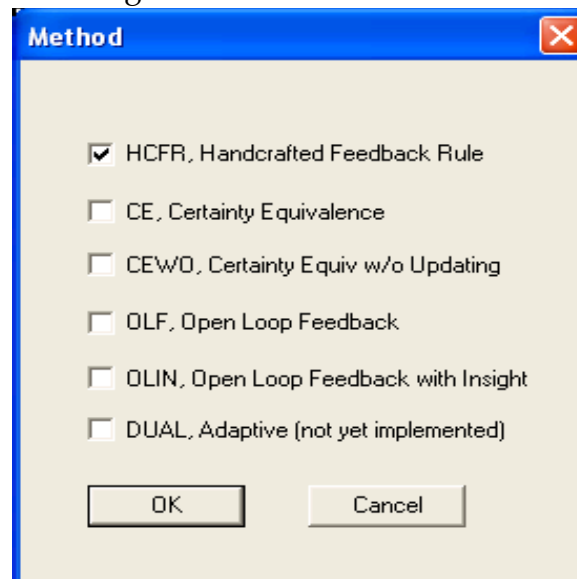 Method
HCFR, Handcrafted Feedback Rule
CE, Certainty Equivalence
CEWO, Certainty Equiv w/o Updating
OLF, Open Loop Feedback
OLIN, Open Loop Feedback with Insight
DUAL, Adaptive (not yet implemented)
OK Cancel